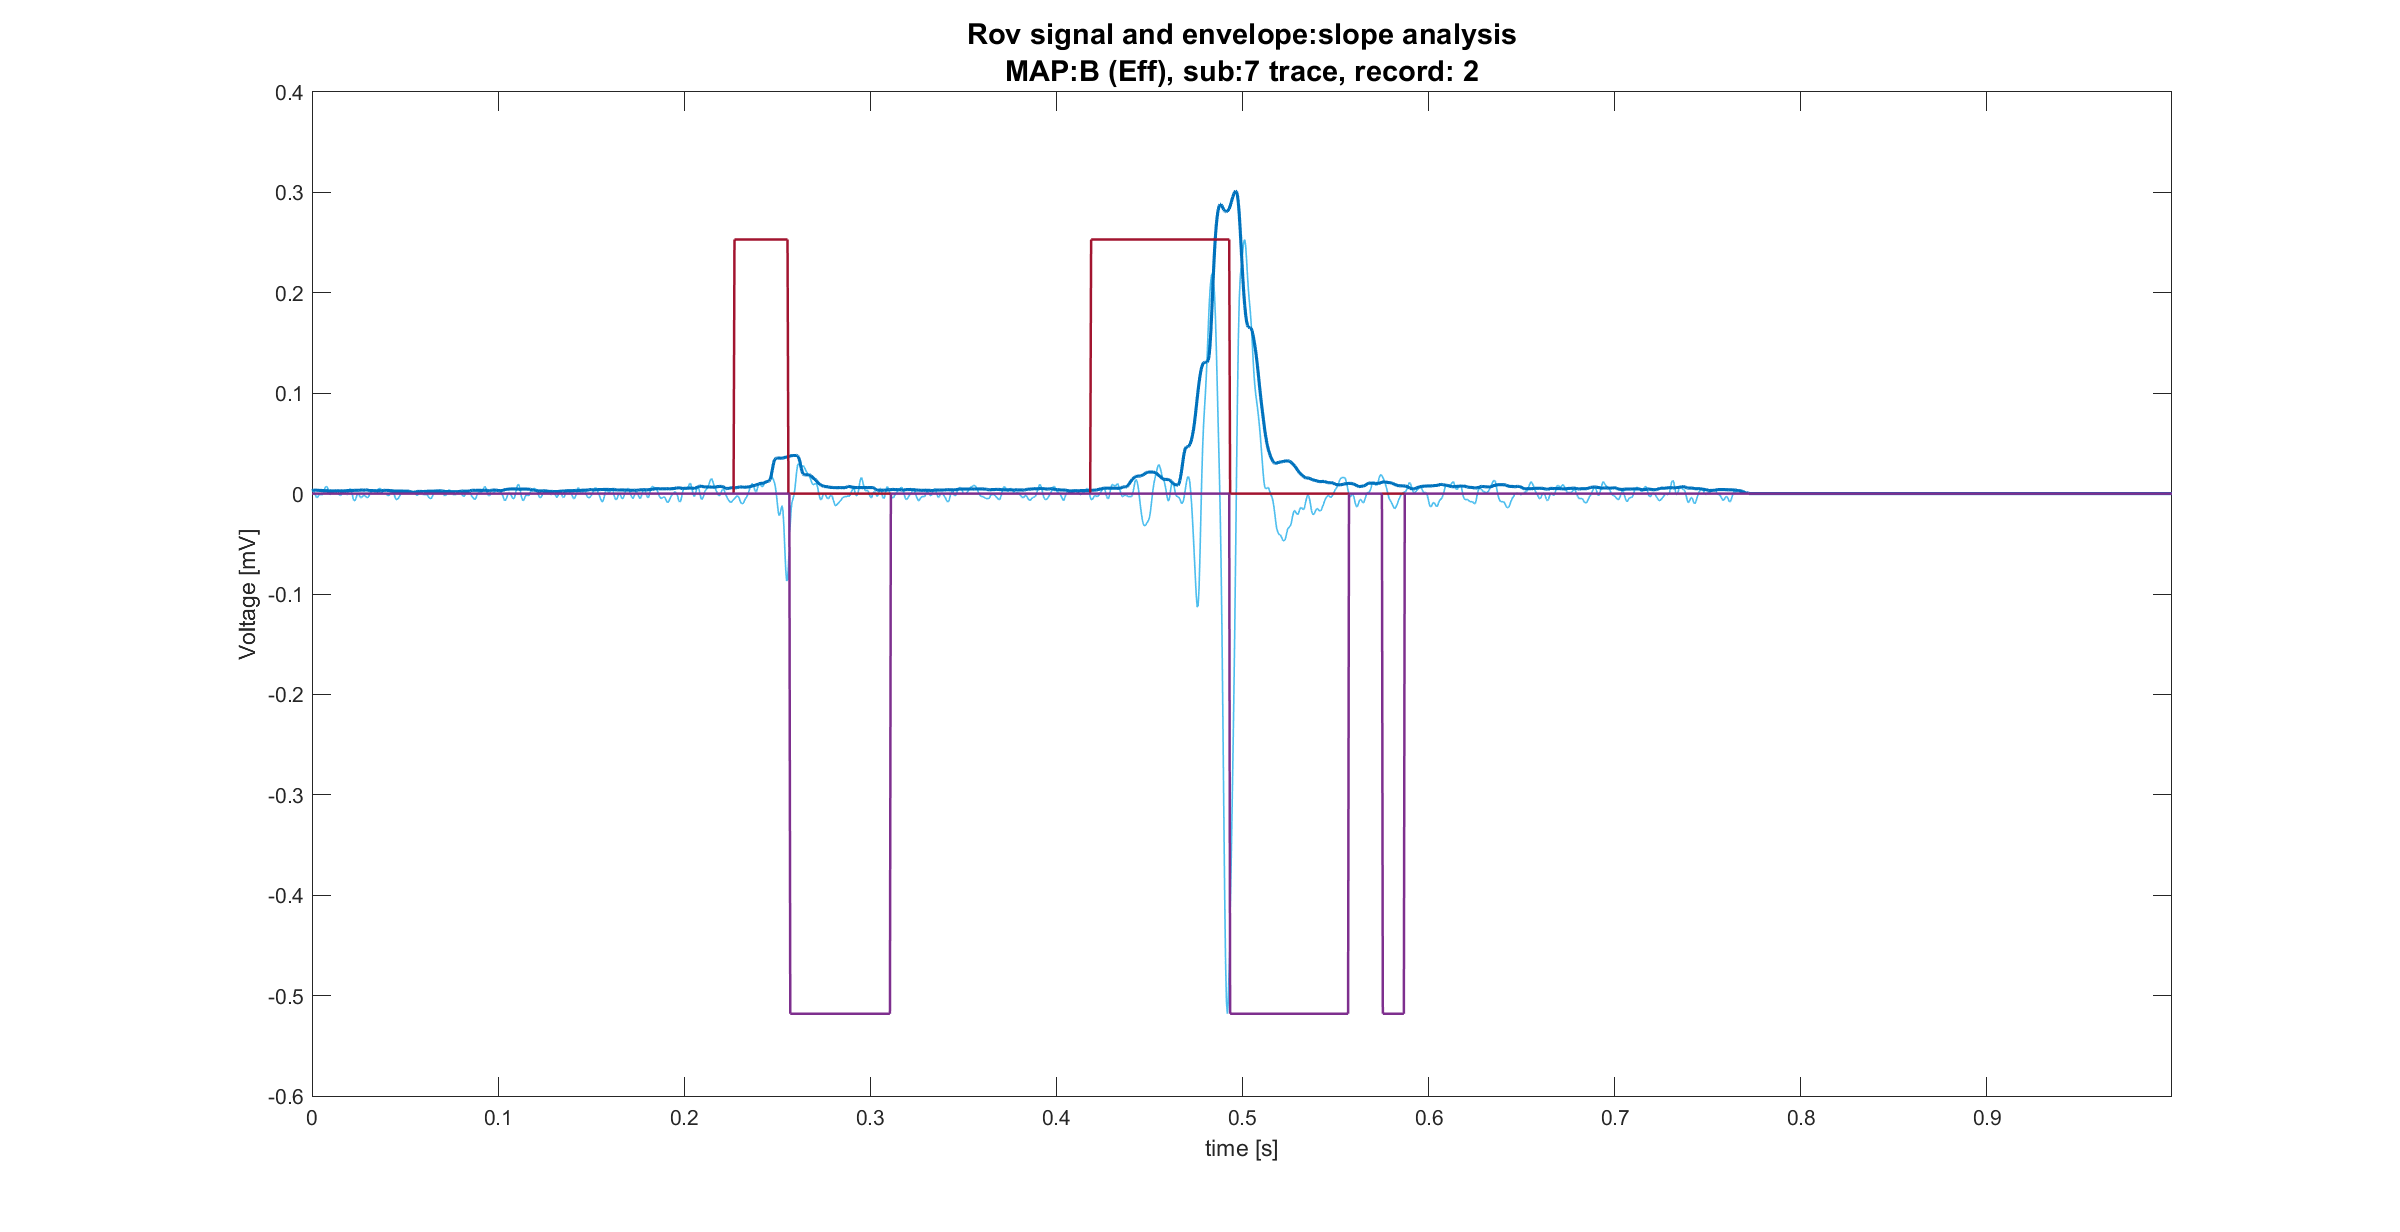 Rov signal and envelope:slope analysis
MAP:B (Eff), sub:7 trace, record: 2
0.4
0.3
0.2
0.1
0
-0.1
-0.2
-0.3
-0.4
-0.5
-0.6
Voltage [mV]
0 0.1 0.2 0.3 0.4 0.5 0.6 0.7 0.8 0.9
time [s]